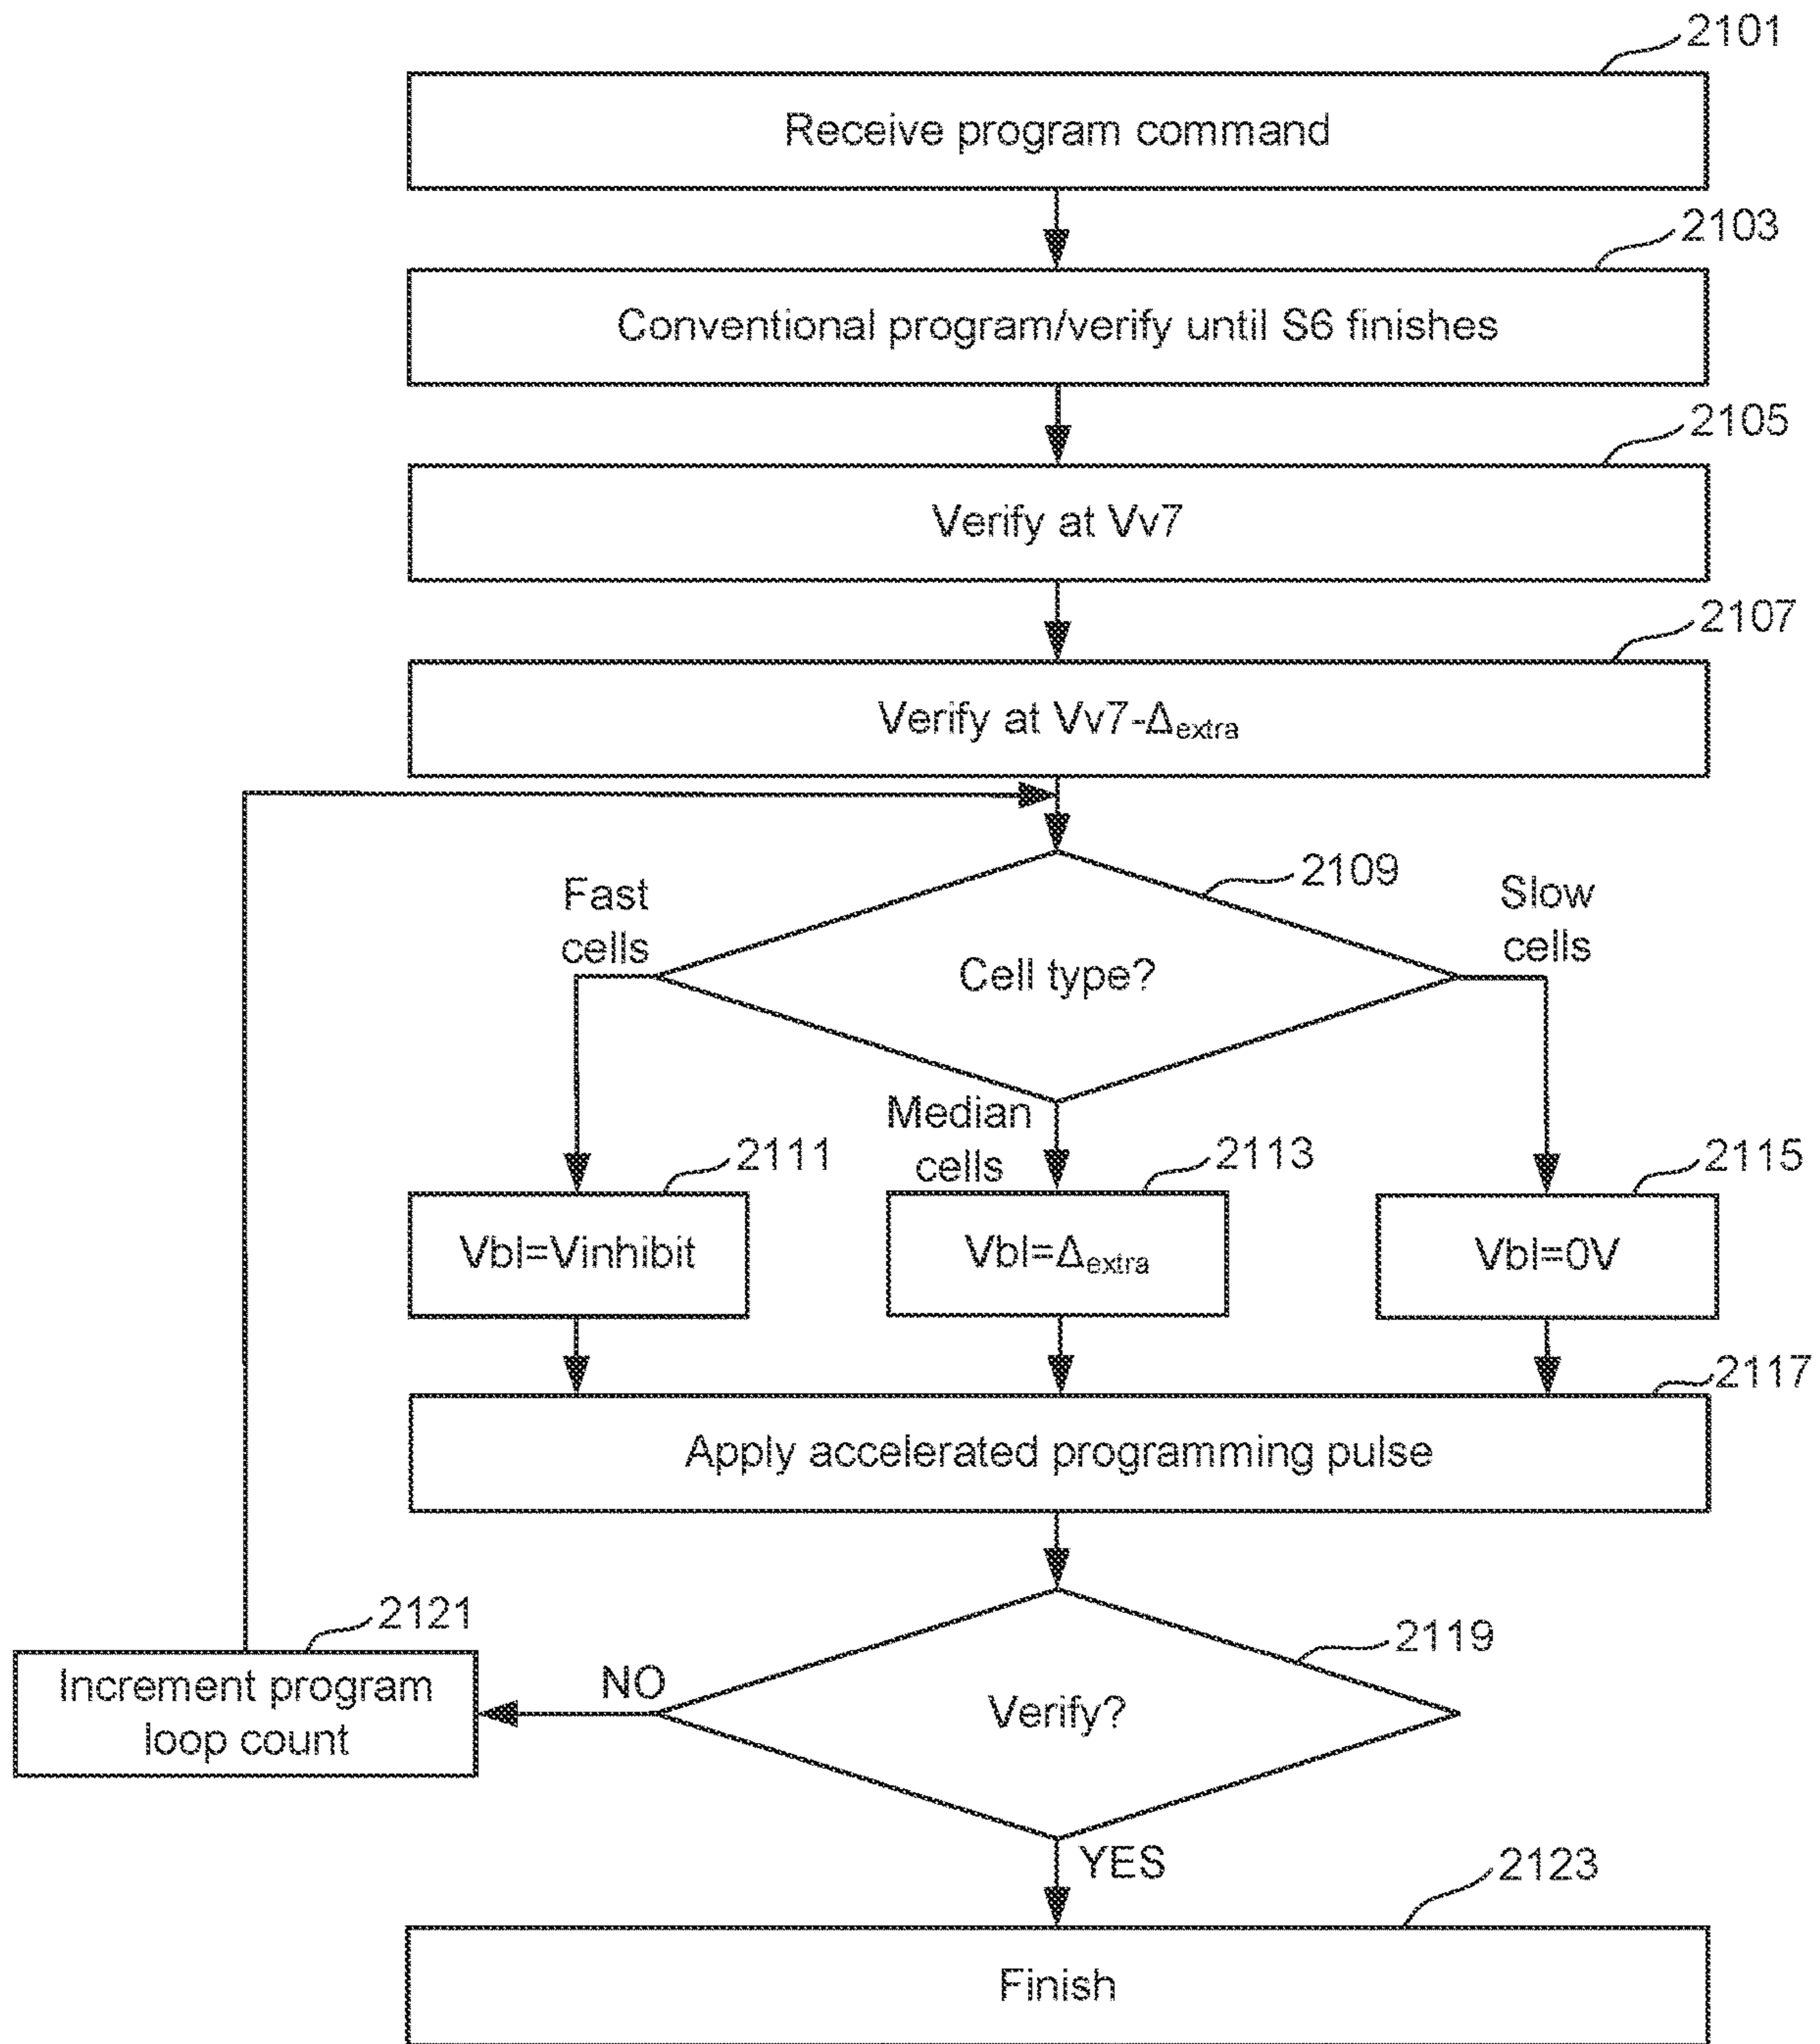 2101
Receive program command
2103
Conventional program/verify until S6 finishes
2105
Verify at Vv7
2107
Verify at Vv7-Δextra
2109
Fast
cells
Slow
cells
Cell type?
Median
cells
2111
2113
2115
Vbl=Vinhibit
Vbl=Δextra
Vbl=0V
2117
Apply accelerated programming pulse
2119
2121
Increment program
loop count
NO
Verify?
YES
2123
Finish